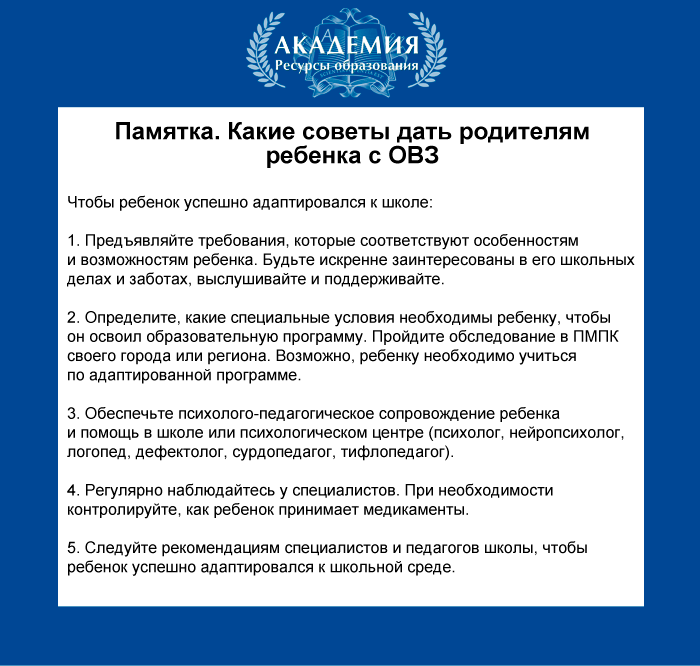 АКАДЕМИЯ
Ресурсы образования
Памятка. Какие советы дать родителям
ребенка с ОВЗ
Чтобы ребенок успешно адаптировался к школе:
1. Предъявляйте требования, которые соответствуют особенностям
и возможностям ребенка. Будьте искренне заинтересованы в его школьных
делах и заботах, выслушивайте и поддерживайте.
2. Определите, какие специальные условия необходимы ребенку, чтобы
он освоил образовательную программу. Пройдите обследование в ПМПК
своего города или региона. Возможно, ребенку необходимо учиться
по адаптированной программе.
3. Обеспечьте психолого-педагогическое сопровождение ребенка
и помощь в школе или психологическом центре (психолог, нейропсихолог,
логопед, дефектолог, сурдопедагог, тифлопедагог).
4. Регулярно наблюдайтесь у специалистов. При необходимости
контролируйте, как ребенок принимает медикаменты.
5. Следуйте рекомендациям специалистов и педагогов школы, чтобы
ребенок успешно адаптировался к школьной среде.